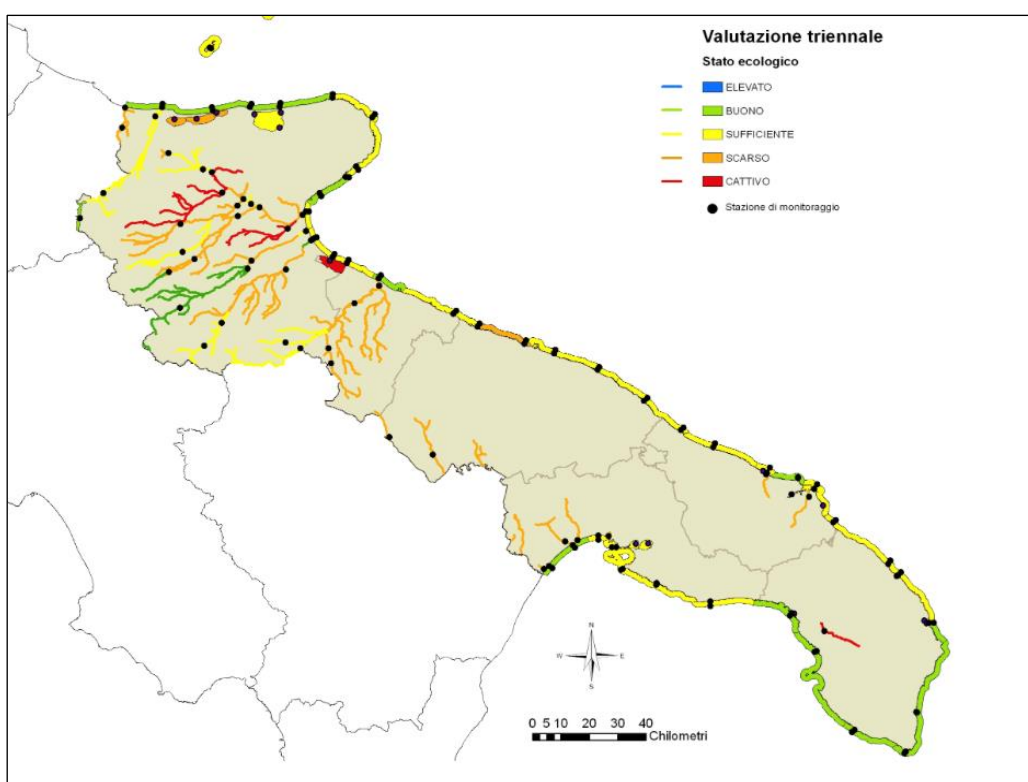 Valutazione triennale
Stato ecologico
ELEVATO
BUONO
SUFFICIENTE
SCARSO
CATTIVO
Stazione di monitoraggio
N
W E
S
0 5 10 20 30 40
Chilometri